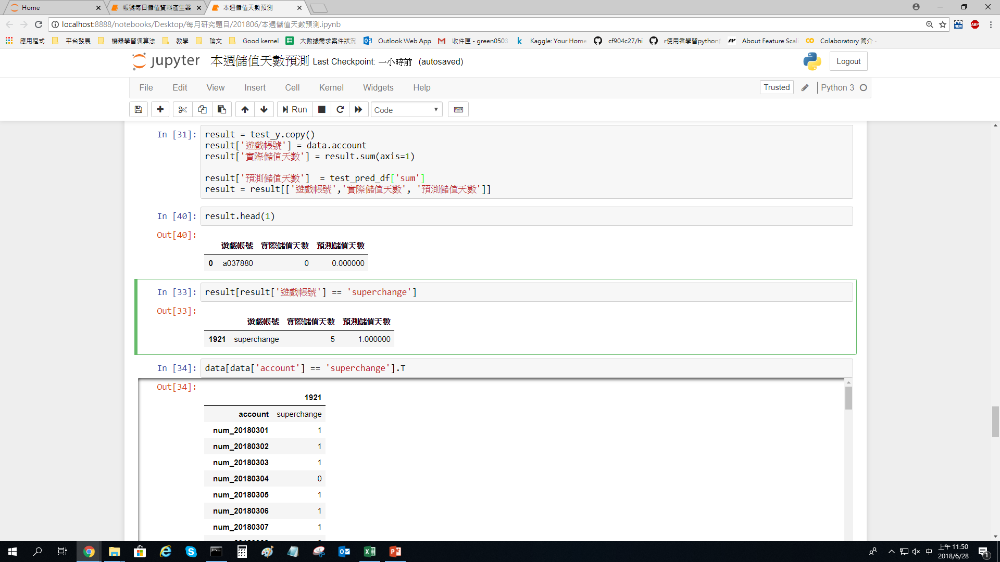 Home
帳號每日儲值資料產生器
本週儲值天數預測
localhost:8888/notebooks/Desktop/每月研究題目/201806/本週儲值天數預測.ipynb
NEW
ABP
應用程式 平台發展 機器學習演算法 教學 論文 Good kernel 大數據需求案件狀況 Outlook Web App 收件匣 - green0503 Kaggle: Your Home cf904c27/hi r使用者學習python About Feature Scal Colaboratory 簡介 -
jupyter 本週儲值天數預測 Last Checkpoint: 一小時前 (autosaved)
Logout
File Edit View Insert Cell Kernel Widgets Help
Trusted Python 3
Run Code
In [31]:
result = test_y.copy()
result['遊戲帳號'] = data.account
result['實際儲值天數'] = result.sum(axis=1)
result['預測儲值天數']  = test_pred_df['sum']
result = result[['遊戲帳號','實際儲值天數', '預測儲值天數']]
In [40]: result.head(1)
Out[40]:
遊戲帳號 實際儲值天數 預測儲值天數
0 a037880 0 0.000000
In [33]: result[result['遊戲帳號'] == 'superchange']
Out[33]:
遊戲帳號 實際儲值天數 預測儲值天數
1921 superchange 5 1.000000
In [34]: data[data['account'] == 'superchange'].T
Out[34]:
1921
account superchange
num_20180301 1
num_20180302 1
num_20180303 1
num_20180304 0
num_20180305 1
num_20180306 1
num_20180307 1
中
上午 11:50
2018/6/28
1